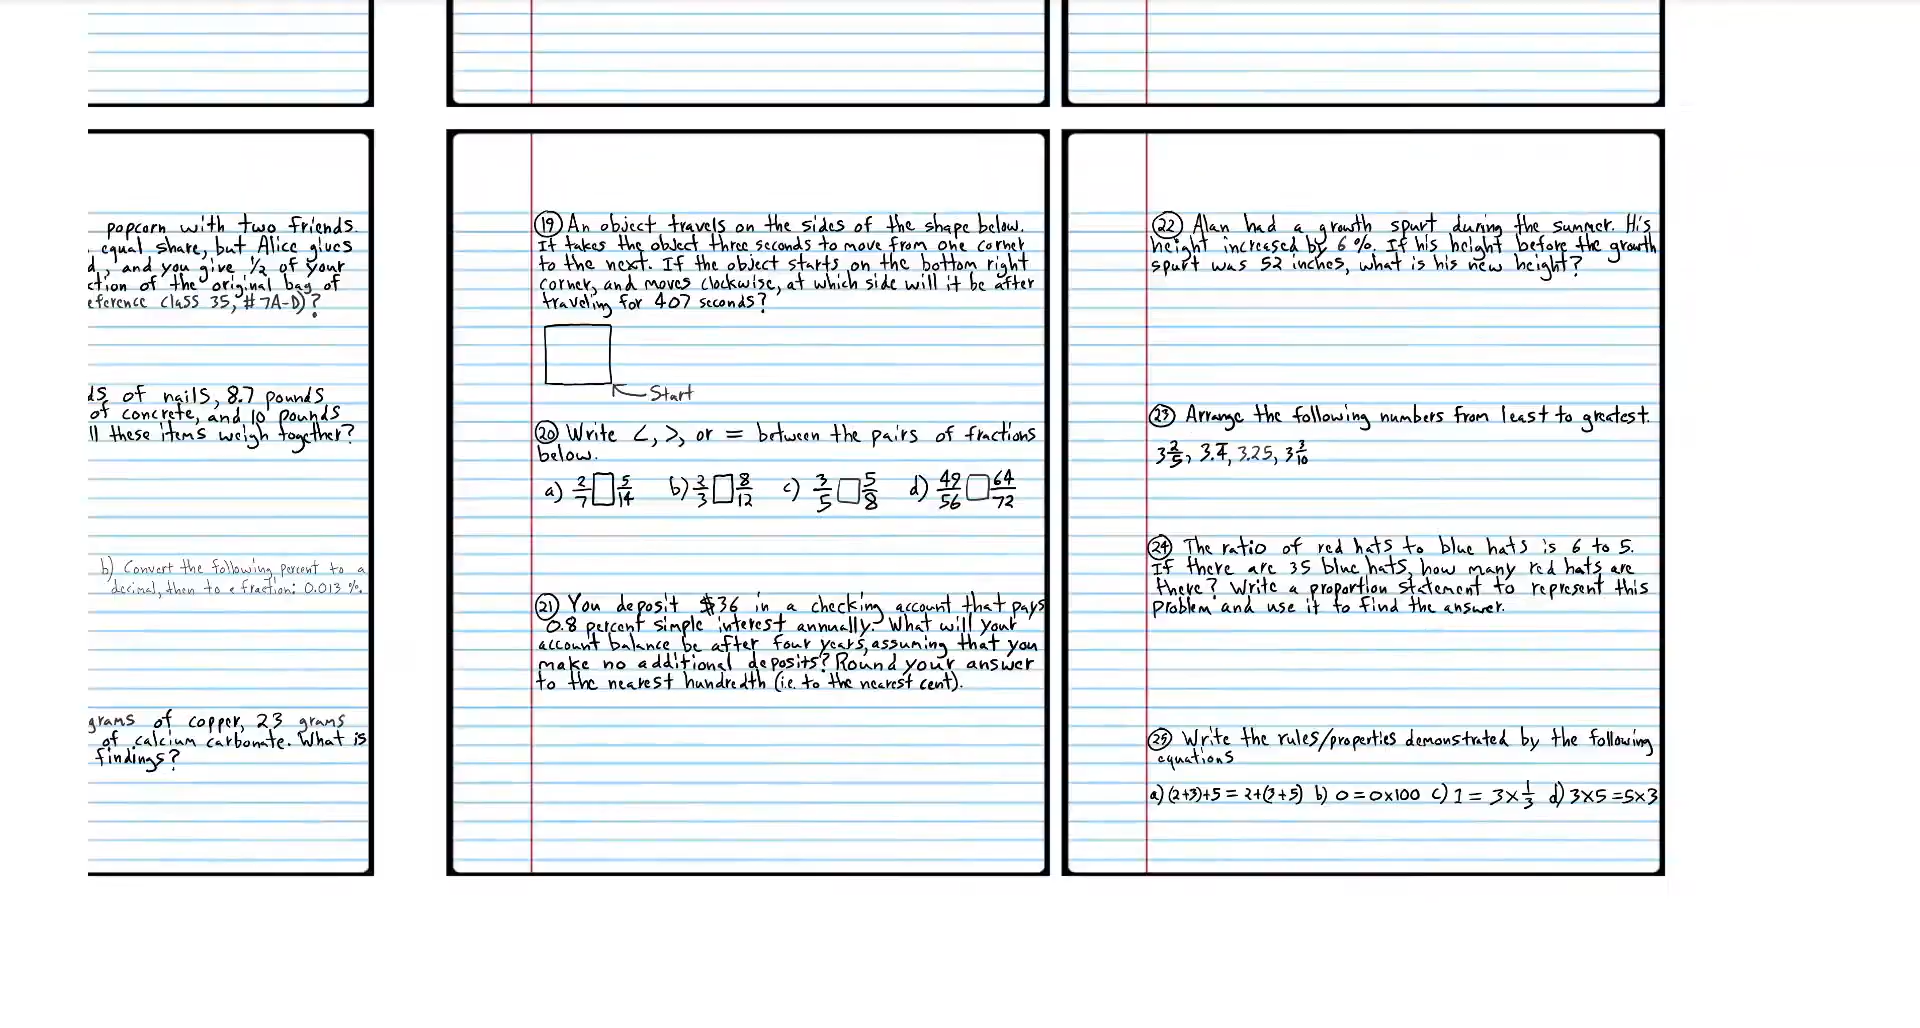 popcorn with two friends.
equal share, but Alice gives
d, and you give 1/2 of your
ction of the original bag of
eference class 35, #7A-D)?
ds of nails, 8.7 pounds
of concrete, and 10 pounds
ll these items weigh together?
b) Convert the following percent to a
decimal, then to a fraction: 0.013 %.
grams of copper, 23 grams
of calcium carbonate. What is
findings?
19 An object travels on the sides of the shape below.
It takes the object three seconds to move from one corner
to the next. If the object starts on the bottom right
corner, and moves clockwise, at which side will it be after
traveling for 407 seconds?
Start
20 Write <, >, or = between the pairs of fractions
below.
a) 2/7 □ 5/14 b) 2/3 □ 8/12 c) 3/5 □ 5/8 d) 49/56 □ 64/72
21 You deposit $36 in a checking account that pays
0.8 percent simple interest annually. What will your
account balance be after four years, assuming that you
make no additional deposits? Round your answer
to the nearest hundredth (i.e. to the nearest cent).
22 Alan had a growth spurt during the summer. His
height increased by 6 %. If his height before the growth
spurt was 52 inches, what is his new height?
23 Arrange the following numbers from least to greatest.
3 2/5, 3.4̅, 3.25, 3 3/10
24 The ratio of red hats to blue hats is 6 to 5.
If there are 35 blue hats, how many red hats are
there? Write a proportion statement to represent this
problem and use it to find the answer.
25 Write the rules/properties demonstrated by the following
equations
a) (2+3)+5 = 2+(3+5) b) 0 = 0x100 c) 1 = 3 x 1/3 d) 3x5 = 5x3